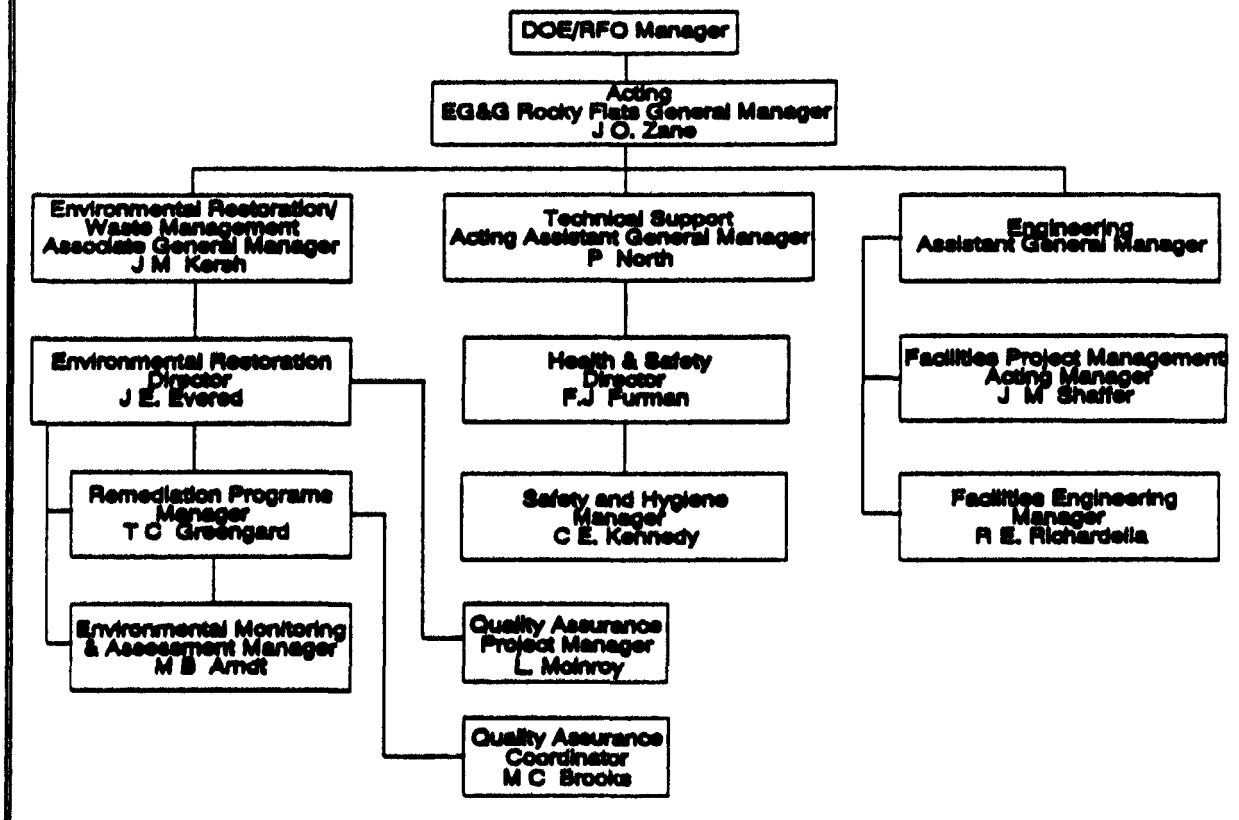 DOE/RFO Manager
Acting
EG&G Rocky Flats General Manager
J O. Zane
Environmental Restoration/
Waste Management
Associate General Manager
J M Kersh
Technical Support
Acting Assistant General Manager
P North
Engineering
Assistant General Manager
Environmental Restoration
Director
J E. Evered
Health & Safety
Director
F.J Furman
Facilities Project Management
Acting Manager
J M Shaffer
Remediation Programs
Manager
T C Greengard
Safety and Hygiene
Manager
C E. Kennedy
Facilities Engineering
Manager
R E. Richardella
Environmental Monitoring
& Assessment Manager
M B Arndt
Quality Assurance
Project Manager
L. McInroy
Quality Assurance
Coordinator
M C Brooks